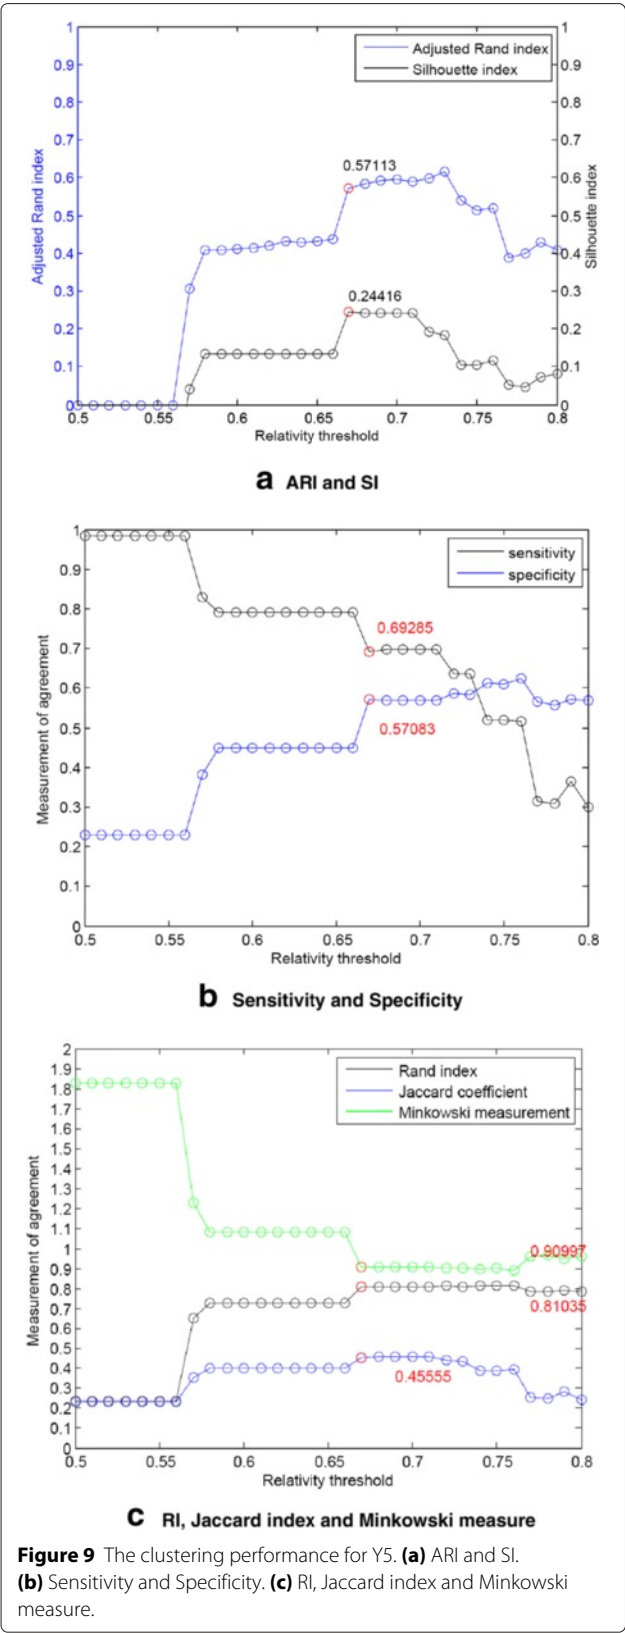 1 1
0.9 0.9
0.8 0.8
0.7 0.7
0.6 0.6
0.5 0.5
0.4 0.4
0.3 0.3
0.2 0.2
0.1 0.1
0 0
Adjusted Rand index
Silhouette index
Adjusted Rand index
Silhouette index
0.57113
0.24416
0.5 0.55 0.6 0.65 0.7 0.75 0.8
Relativity threshold
a ARI and SI
1
0.9
0.8
0.7
0.6
0.5
0.4
0.3
0.2
0.1
0
Measurement of agreement
sensitivity
specificity
0.69285
0.57083
0.5 0.55 0.6 0.65 0.7 0.75 0.8
Relativity threshold
b Sensitivity and Specificity
2
1.9
1.8
1.7
1.6
1.5
1.4
1.3
1.2
1.1
1
0.9
0.8
0.7
0.6
0.5
0.4
0.3
0.2
0.1
0
Measurement of agreement
Rand index
Jaccard coefficient
Minkowski measurement
0.90997
0.81035
0.45555
0.5 0.55 0.6 0.65 0.7 0.75 0.8
Relativity threshold
c RI, Jaccard index and Minkowski measure
Figure 9 The clustering performance for Y5. (a) ARI and SI.
(b) Sensitivity and Specificity. (c) RI, Jaccard index and Minkowski
measure.